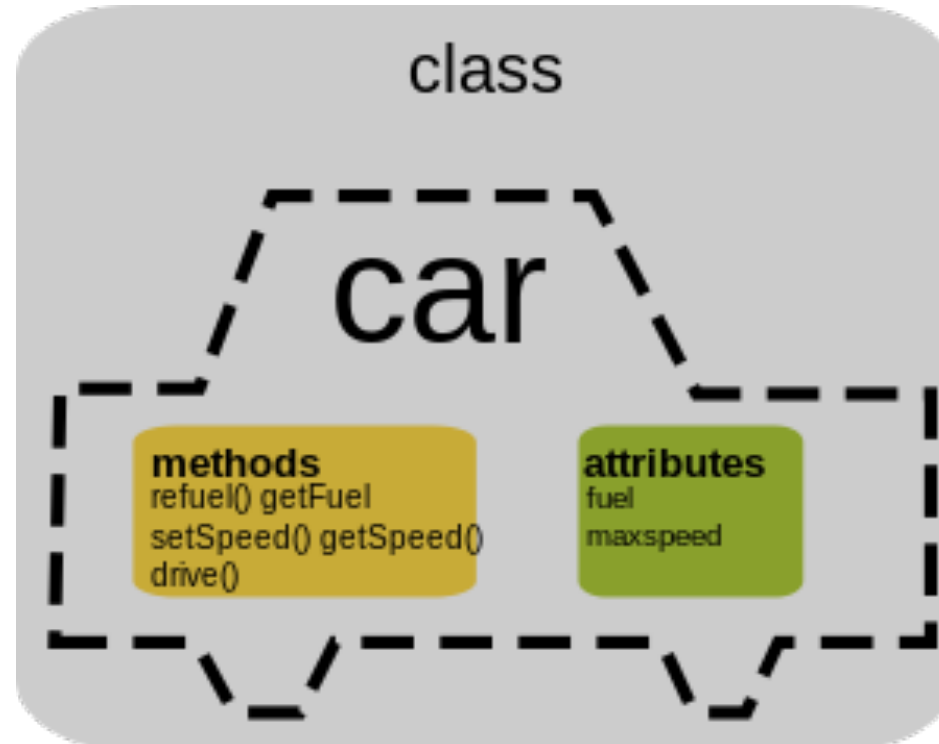 class
car
methods
refuel() getFuel
setSpeed() getSpeed()
drive()
attributes
fuel
maxspeed